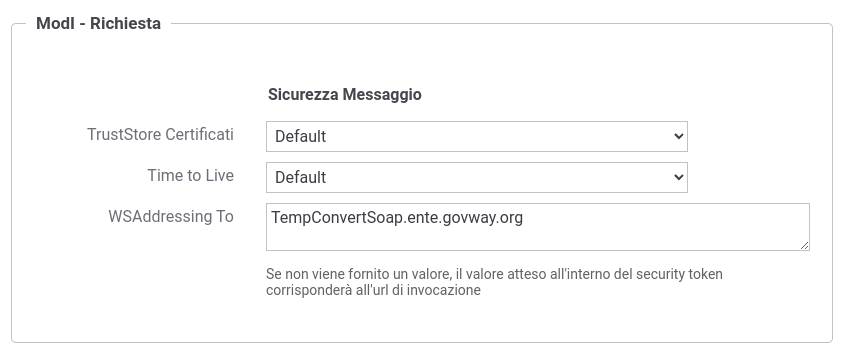 ModI - Richiesta
Sicurezza Messaggio
TrustStore Certificati
Default
Time to Live
Default
WSAddressing To
TempConvertSoap.ente.govway.org
Se non viene fornito un valore, il valore atteso all'interno del security token
corrisponderà all'url di invocazione